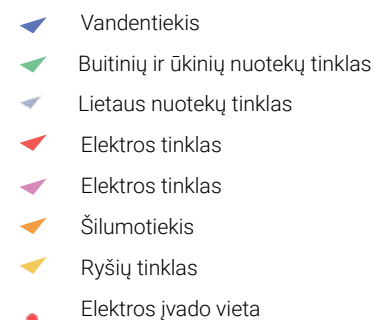 Vandentiekis
Buitinių ir ūkinių nuotekų tinklas
Lietaus nuotekų tinklas
Elektros tinklas
Elektros tinklas
Šilumotiekis
Ryšių tinklas
Elektros įvado vieta